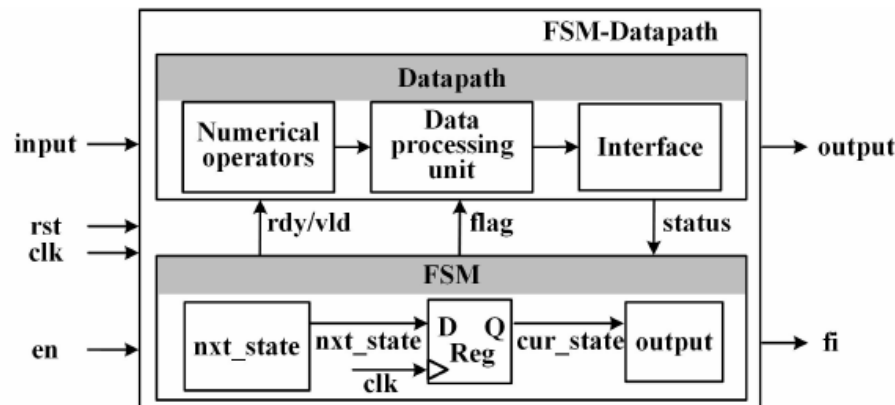 FSM-Datapath
Datapath
Numerical
operators
Data
processing
unit
Interface
input
output
rst
clk
rdy/vld
flag
status
FSM
en
nxt_state
nxt_state
clk
D Q
Reg
cur_state
output
fi